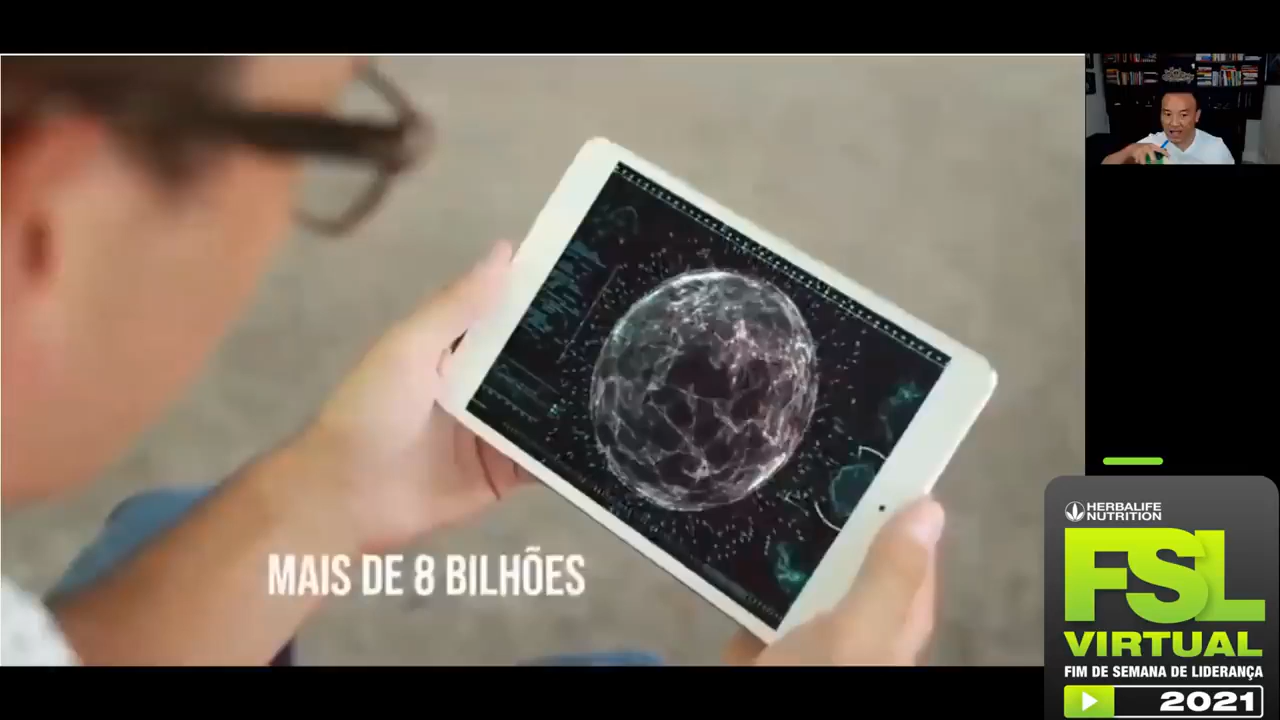 MAIS DE 8 BILHÕES
HERBALIFE
NUTRITION
FSL
VIRTUAL
FIM DE SEMANA DE LIDERANÇA
2021